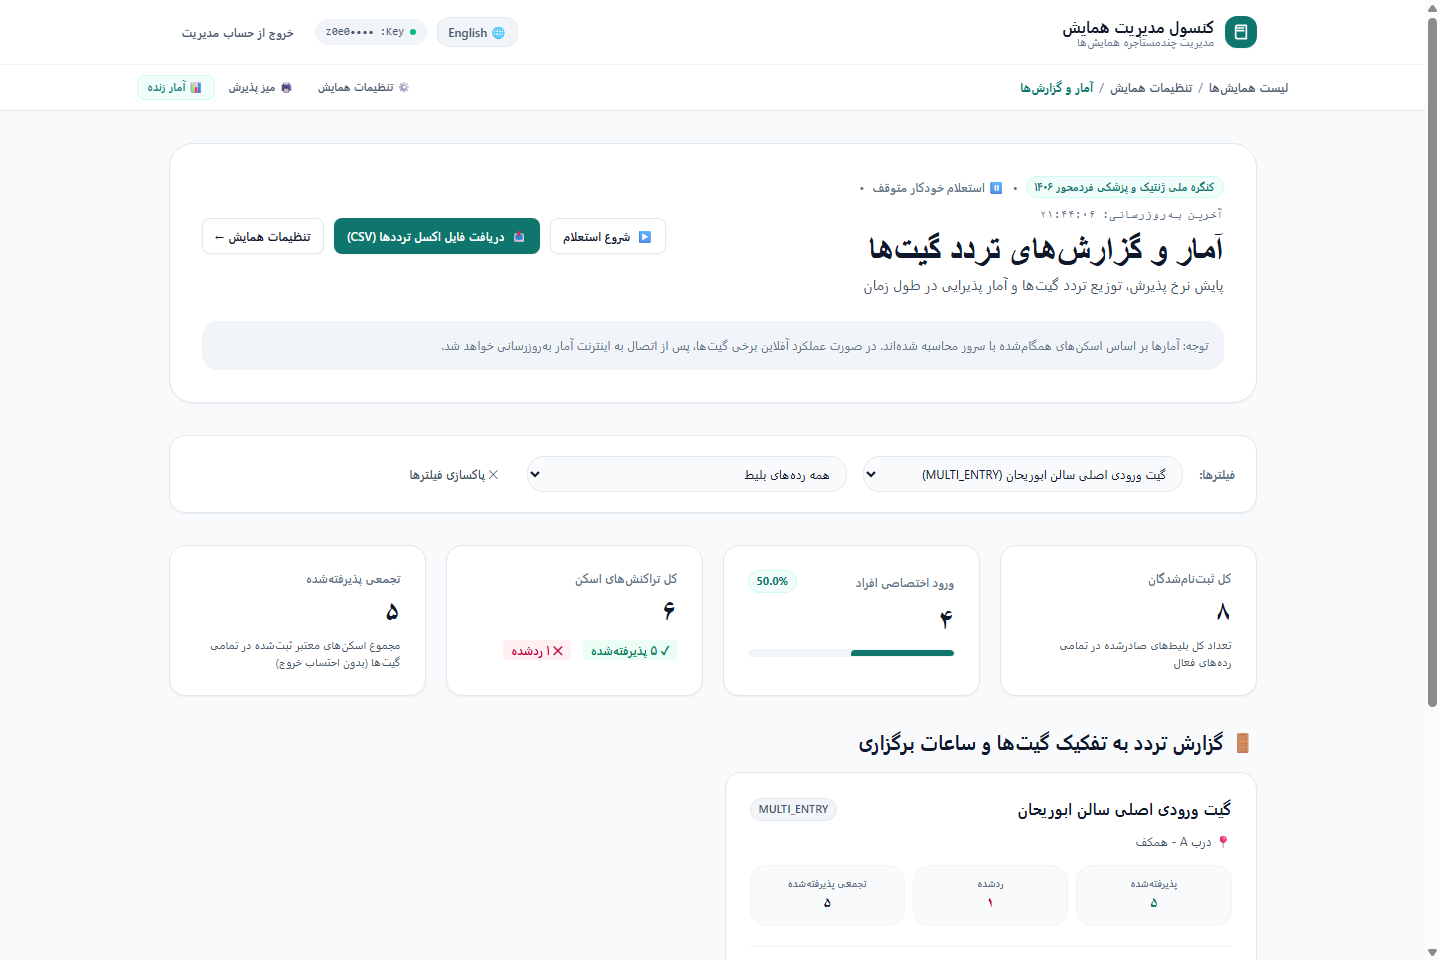 کنسول مدیریت همایش
مدیریت چندمستأجره همایش‌ها
English
Key: z0e0••••
خروج از حساب مدیریت
لیست همایش‌ها / تنظیمات همایش / آمار و گزارش‌ها
تنظیمات همایش
میز پذیرش
آمار زنده
کنگره ملی ژنتیک و پزشکی فردمحور ۱۴۰۶
• استعلام خودکار متوقف •
آخرین به‌روزرسانی: ۲۱:۴۴:۰۶
آمار و گزارش‌های تردد گیت‌ها
پایش نرخ پذیرش، توزیع تردد گیت‌ها و آمار پذیرایی در طول زمان
شروع استعلام
دریافت فایل اکسل ترددها (CSV)
تنظیمات همایش ←
توجه: آمارها بر اساس اسکن‌های همگام‌شده با سرور محاسبه شده‌اند. در صورت عملکرد آفلاین برخی گیت‌ها، پس از اتصال به اینترنت آمار به‌روزرسانی خواهد شد.
فیلترها:
گیت ورودی اصلی سالن ابوریحان (MULTI_ENTRY)
همه رده‌های بلیط
✕ پاکسازی فیلترها
کل ثبت‌نام‌شدگان
۸
تعداد کل بلیط‌های صادرشده در تمامی
رده‌های فعال
ورود اختصاصی افراد
50.0%
۴
کل تراکنش‌های اسکن
۶
✓ ۵ پذیرفته‌شده
✕ ۱ ردشده
تجمعی پذیرفته‌شده
۵
مجموع اسکن‌های معتبر ثبت‌شده در تمامی
گیت‌ها (بدون احتساب خروج)
گزارش تردد به تفکیک گیت‌ها و ساعات برگزاری
گیت ورودی اصلی سالن ابوریحان
MULTI_ENTRY
درب A - همکف
پذیرفته‌شده
۵
ردشده
۱
تجمعی پذیرفته‌شده
۵